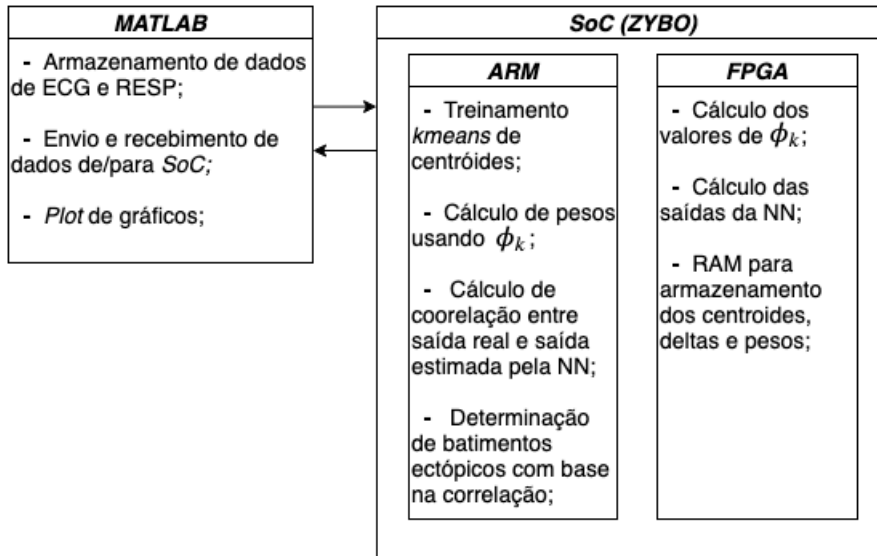 MATLAB
- Armazenamento de dados
de ECG e RESP;
- Envio e recebimento de
dados de/para SoC;
- Plot de gráficos;
SoC (ZYBO)
ARM
- Treinamento
kmeans de
centróides;
- Cálculo de pesos
usando ϕk;
- Cálculo de
coorelação entre
saída real e saída
estimada pela NN;
- Determinação
de batimentos
ectópicos com base
na correlação;
FPGA
- Cálculo dos
valores de ϕk;
- Cálculo das
saídas da NN;
- RAM para
armazenamento
dos centroides,
deltas e pesos;